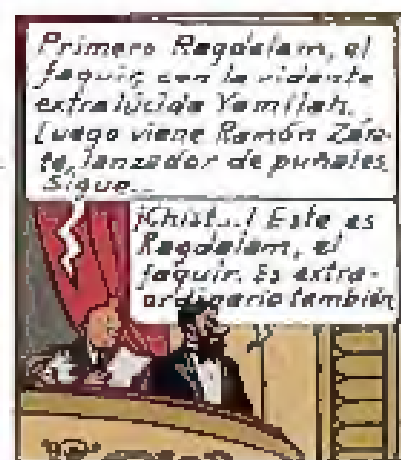 Primero Ragdalam, el
faquir, con la vidente
extralúcida Yamilah.
Luego viene Ramón Zára-
te, lanzador de puñales.
Sigue...
¡Chist...! Este es
Ragdalam, el
faquir. Es extra-
ordinario también